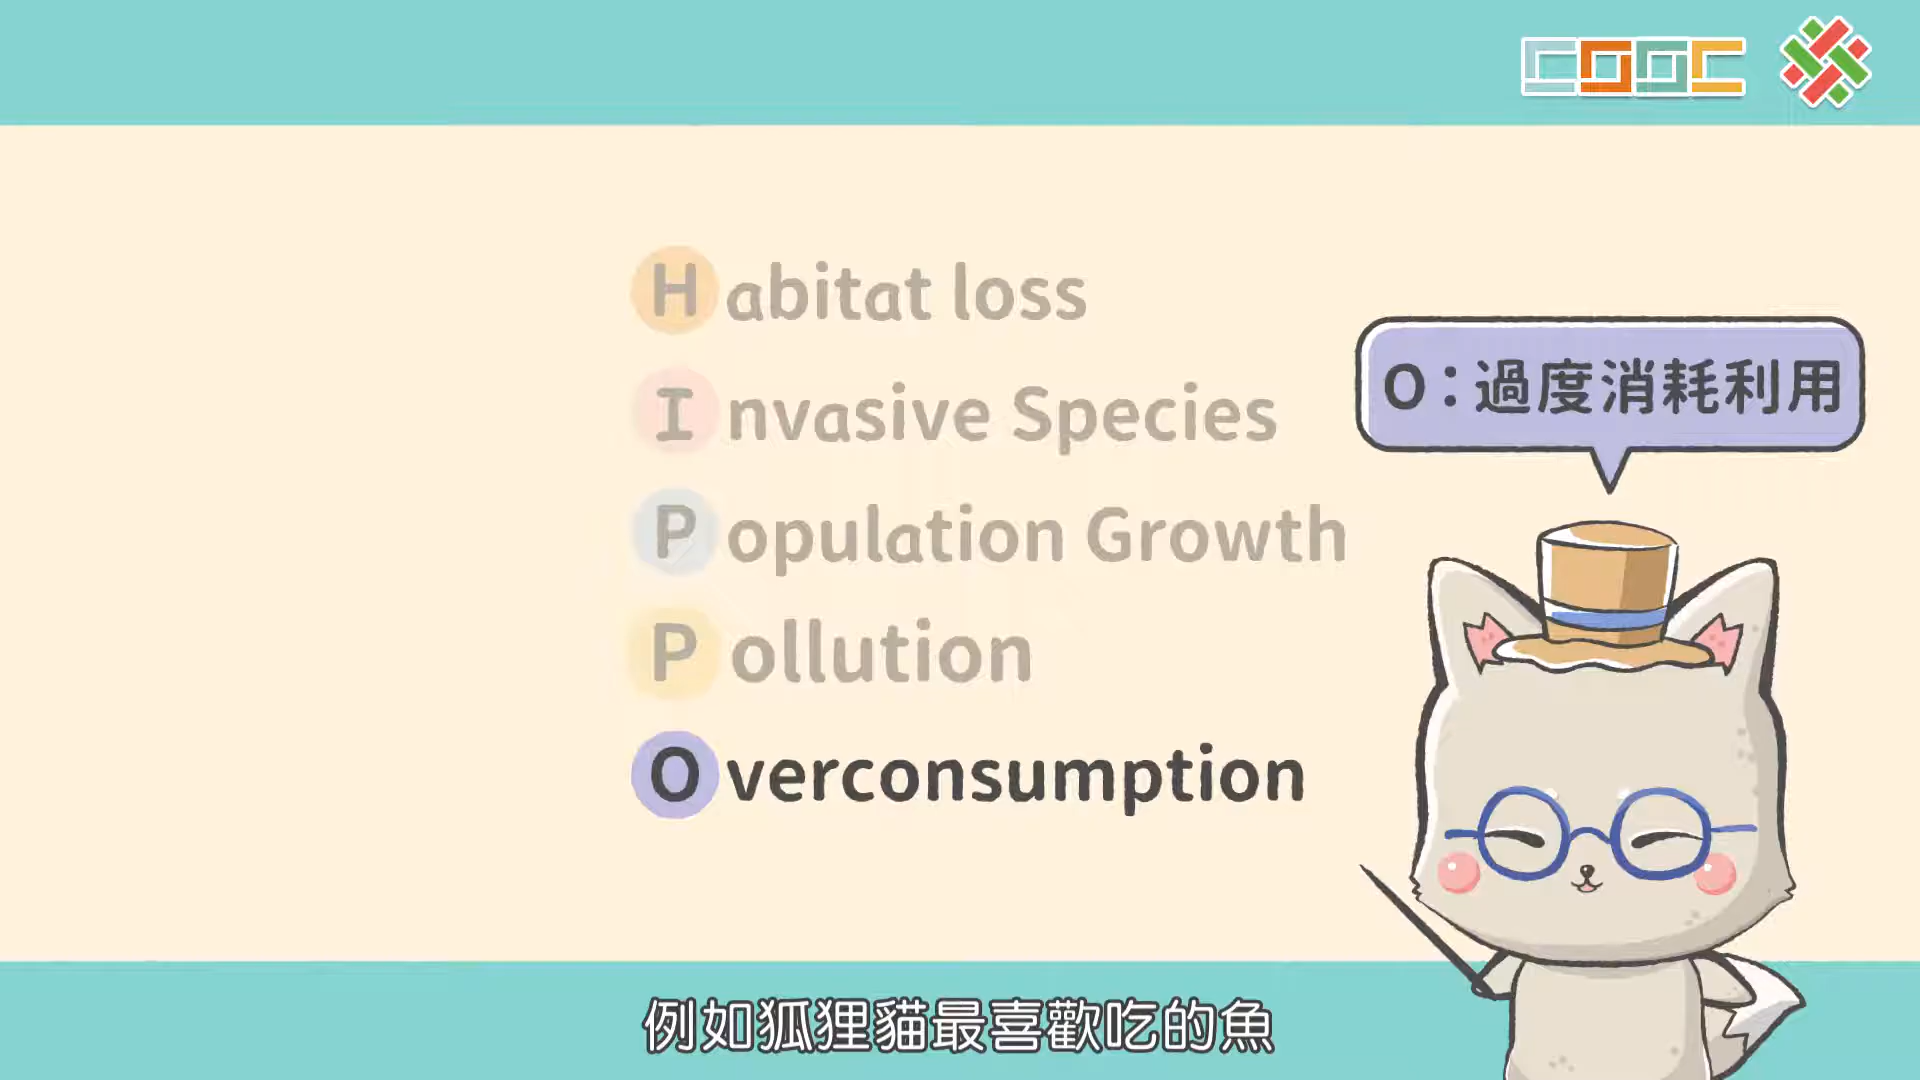 COOC
Habitat loss
Invasive Species
Population Growth
Pollution
Overconsumption
O：過度消耗利用
例如狐狸貓最喜歡吃的魚